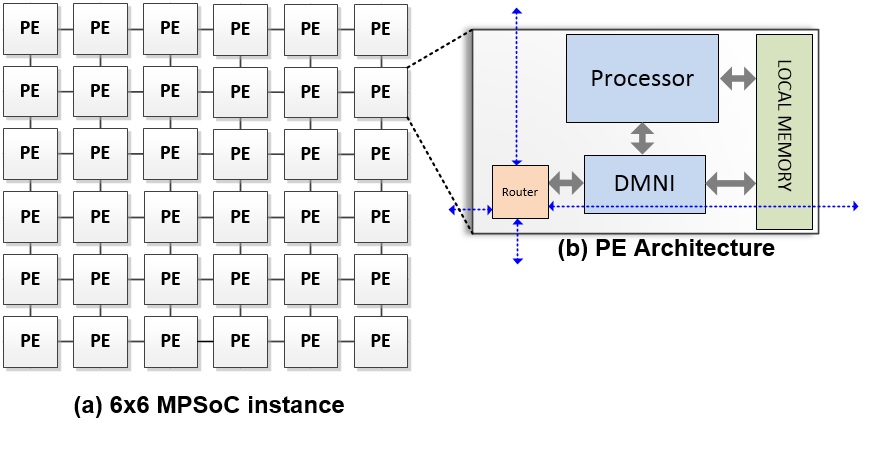 PE PE PE PE PE PE
PE PE PE PE PE PE
PE PE PE PE PE PE
PE PE PE PE PE PE
PE PE PE PE PE PE
PE PE PE PE PE PE
(a) 6x6 MPSoC instance
Processor
LOCAL MEMORY
Router
DMNI
(b) PE Architecture